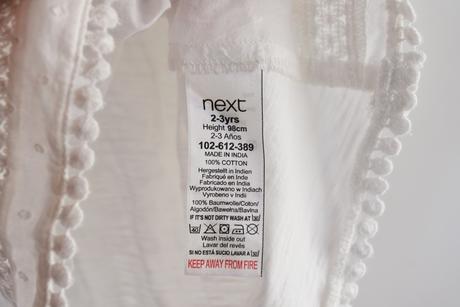 next
2-3yrs
Height 98cm
2-3 Años
102-612-389
MADE IN INDIA
100% COTTON
Hergestellt in Indien
Fabriqué en Inde
Fabricado en India
Wyprodukowano w Indiach
Vyrobeno v Indii
100% Baumwolle/Coton/
Algodón/Bawełna/Bavlna
IF IT'S NOT DIRTY WASH AT 30
Wash inside out
Lavar del revés
SI NO ESTÁ SUCIO LAVAR A 30
KEEP AWAY FROM FIRE